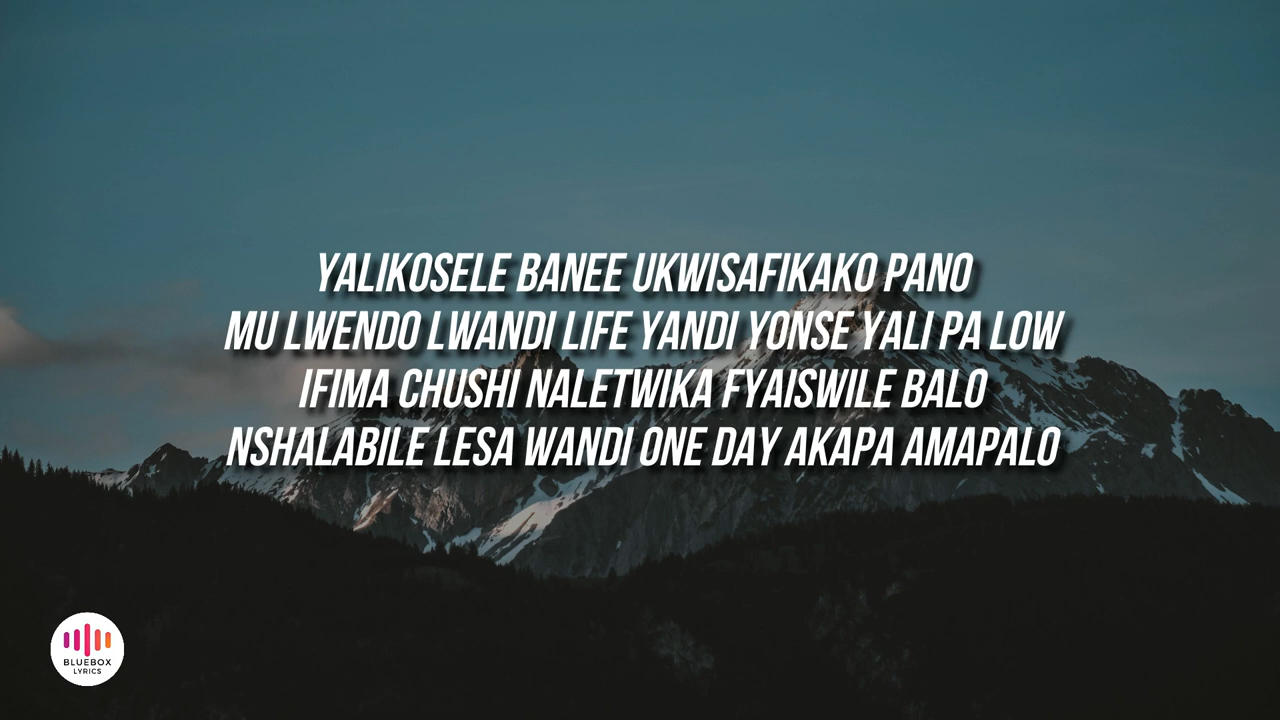 YALIKOSELE BANEE UKWISAFIKAKO PANO
MU LWENDO LWANDI LIFE YANDI YONSE YALI PA LOW
IFIMA CHUSHI NALETWIKA FYAISWILE BALO
NSHALABILE LESA WANDI ONE DAY AKAPA AMAPALO
BLUEBOX
LYRICS